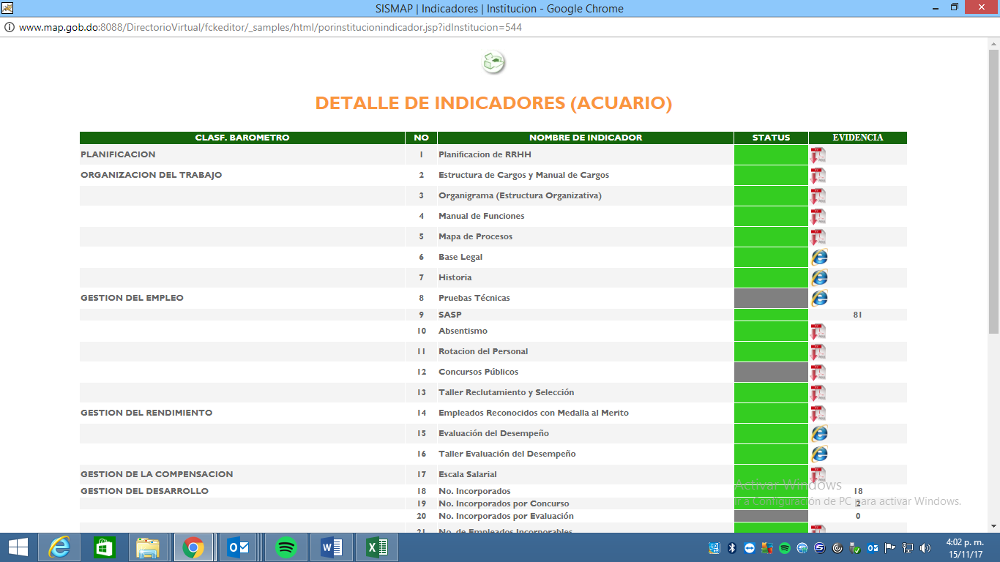 SISMAP | Indicadores | Institucion - Google Chrome
www.map.gob.do:8088/DirectorioVirtual/fckeditor/_samples/html/porinstitucionindicador.jsp?idInstitucion=544
DETALLE DE INDICADORES (ACUARIO)
CLASF. BAROMETRO NO NOMBRE DE INDICADOR STATUS EVIDENCIA
PLANIFICACION 1 Planificacion de RRHH
ORGANIZACION DEL TRABAJO 2 Estructura de Cargos y Manual de Cargos
3 Organigrama (Estructura Organizativa)
4 Manual de Funciones
5 Mapa de Procesos
6 Base Legal
7 Historia
GESTION DEL EMPLEO 8 Pruebas Técnicas
9 SASP 81
10 Absentismo
11 Rotacion del Personal
12 Concursos Públicos
13 Taller Reclutamiento y Selección
GESTION DEL RENDIMIENTO 14 Empleados Reconocidos con Medalla al Merito
15 Evaluación del Desempeño
16 Taller Evaluación del Desempeño
GESTION DE LA COMPENSACION 17 Escala Salarial
Activar Windows
GESTION DEL DESARROLLO 18 No. Incorporados 18
Ir a Configuración de PC para activar Windows.
19 No. Incorporados por Concurso 2
20 No. Incorporados por Evaluación 0
21 No. de Empleados Incorporables
4:02 p. m.
15/11/17